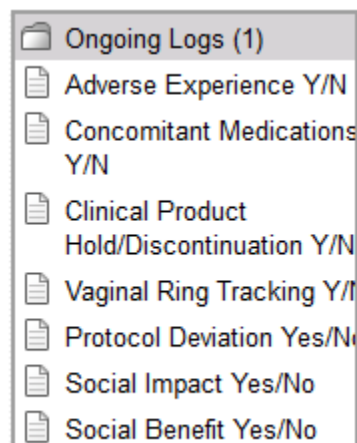 Ongoing Logs (1)
Adverse Experience Y/N
Concomitant Medications
Y/N
Clinical Product
Hold/Discontinuation Y/N
Vaginal Ring Tracking Y/
Protocol Deviation Yes/No
Social Impact Yes/No
Social Benefit Yes/No